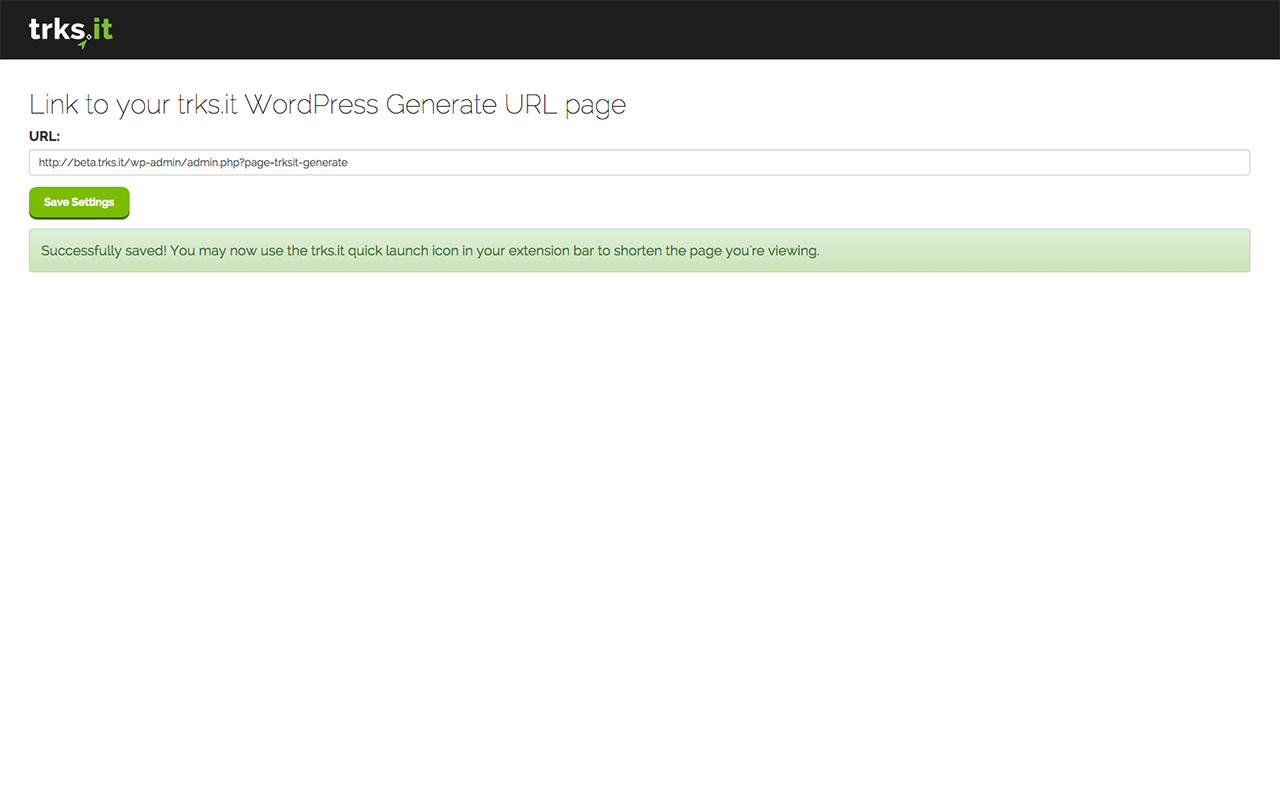 trks.it
Link to your trks.it WordPress Generate URL page
URL:
http://beta.trks.it/wp-admin/admin.php?page=trksit-generate
Save Settings
Successfully saved! You may now use the trks.it quick launch icon in your extension bar to shorten the page you're viewing.